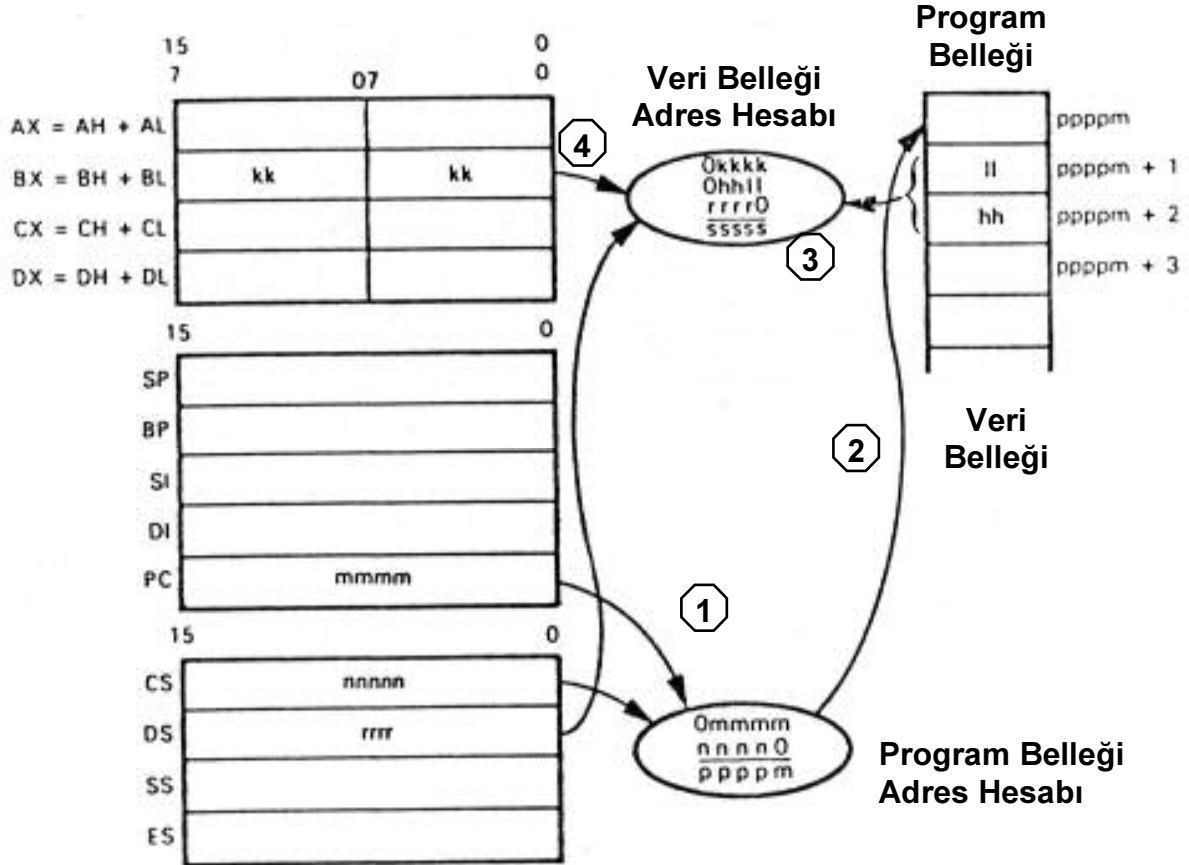 15 0
7 07 0
AX = AH + AL
BX = BH + BL kk kk
CX = CH + CL
DX = DH + DL
4
Veri Belleği
Adres Hesabı
0kkkk
0hhll
rrrr0
sssss
3
Program
Belleği
ppppm
ll ppppm + 1
hh ppppm + 2
ppppm + 3
Veri
Belleği
2
15 0
SP
BP
SI
DI
PC mmmm
1
15 0
CS nnnnn
DS rrrr
SS
ES
0mmmm
nnnn0
ppppm
Program Belleği
Adres Hesabı